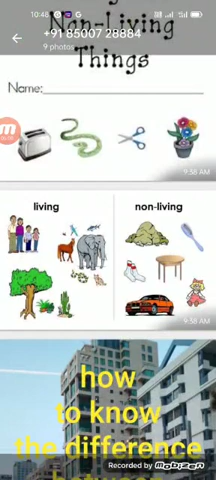 10:48
+91 85007 28884
9 photos
Non-Living
Things
Name:
9:38 AM
living
non-living
9:38 AM
how
to know
the difference
Recorded by Mobizen